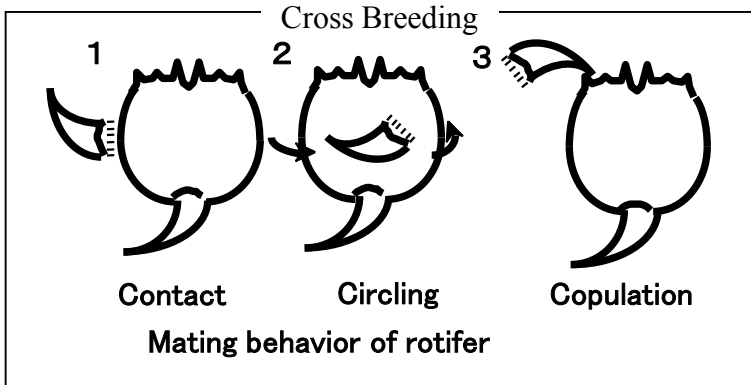 Cross Breeding
1 2 3
Contact Circling Copulation
Mating behavior of rotifer